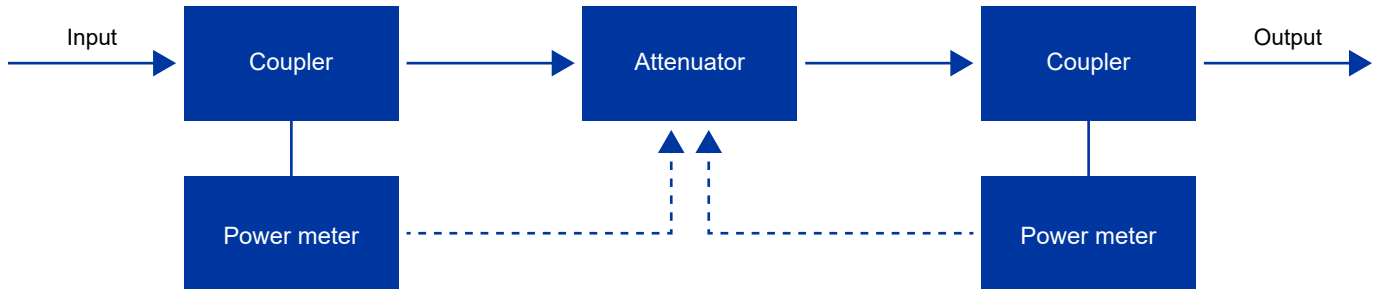 Input
Coupler
Attenuator
Coupler
Output
Power meter
Power meter